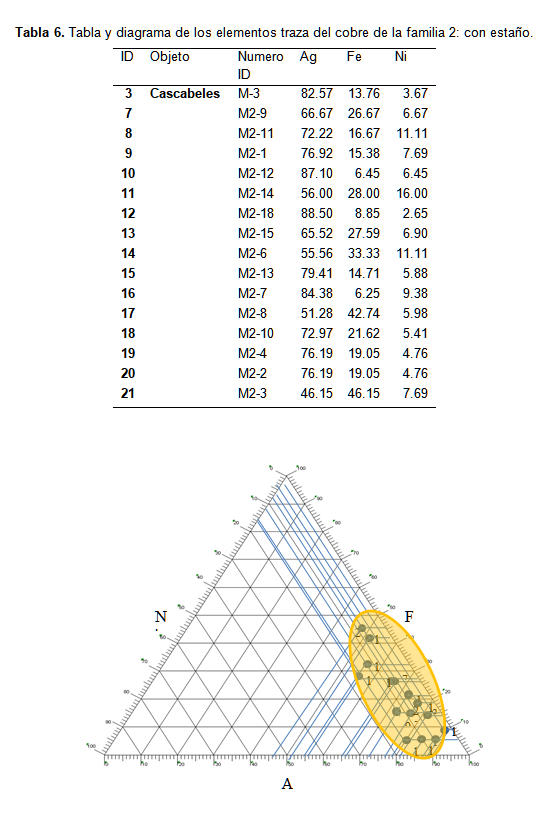 Tabla 6. Tabla y diagrama de los elementos traza del cobre de la familia 2: con estaño.
ID Objeto Numero ID Ag Fe Ni
3 Cascabeles M-3 82.57 13.76 3.67
7 M2-9 66.67 26.67 6.67
8 M2-11 72.22 16.67 11.11
9 M2-1 76.92 15.38 7.69
10 M2-12 87.10 6.45 6.45
11 M2-14 56.00 28.00 16.00
12 M2-18 88.50 8.85 2.65
13 M2-15 65.52 27.59 6.90
14 M2-6 55.56 33.33 11.11
15 M2-13 79.41 14.71 5.88
16 M2-7 84.38 6.25 9.38
17 M2-8 51.28 42.74 5.98
18 M2-10 72.97 21.62 5.41
19 M2-4 76.19 19.05 4.76
20 M2-2 76.19 19.05 4.76
21 M2-3 46.15 46.15 7.69
N
F
A